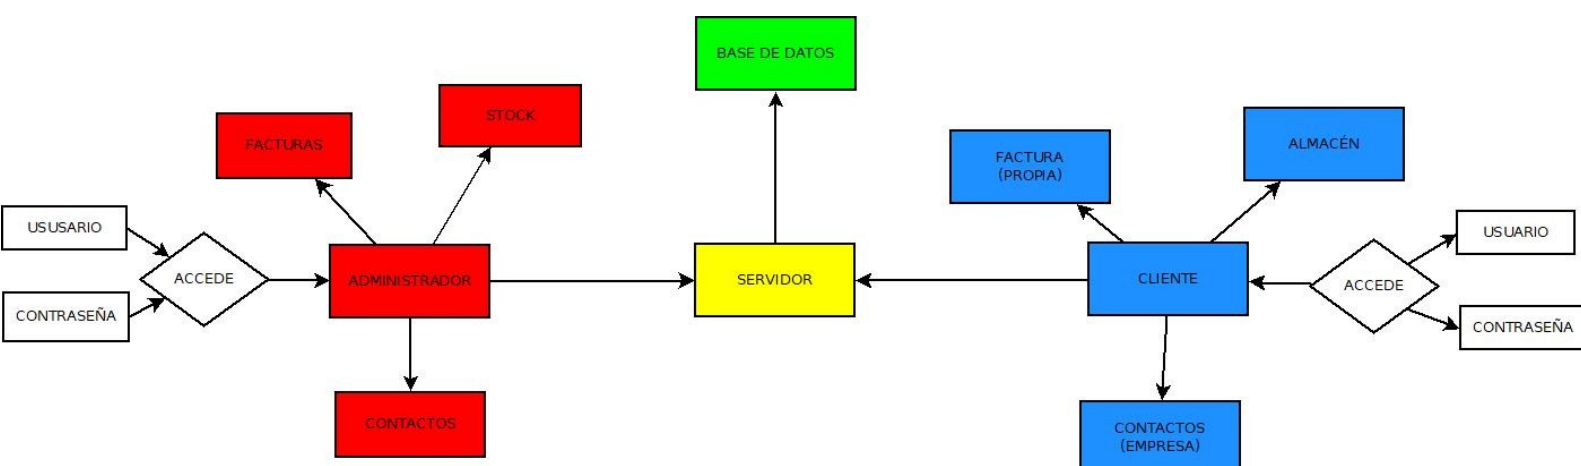 BASE DE DATOS
STOCK
FACTURAS
FACTURA
(PROPIA)
ALMACÉN
USUSARIO
ACCEDE
CONTRASEÑA
ADMINISTRADOR
SERVIDOR
CLIENTE
ACCEDE
USUARIO
CONTRASEÑA
CONTACTOS
CONTACTOS
(EMPRESA)